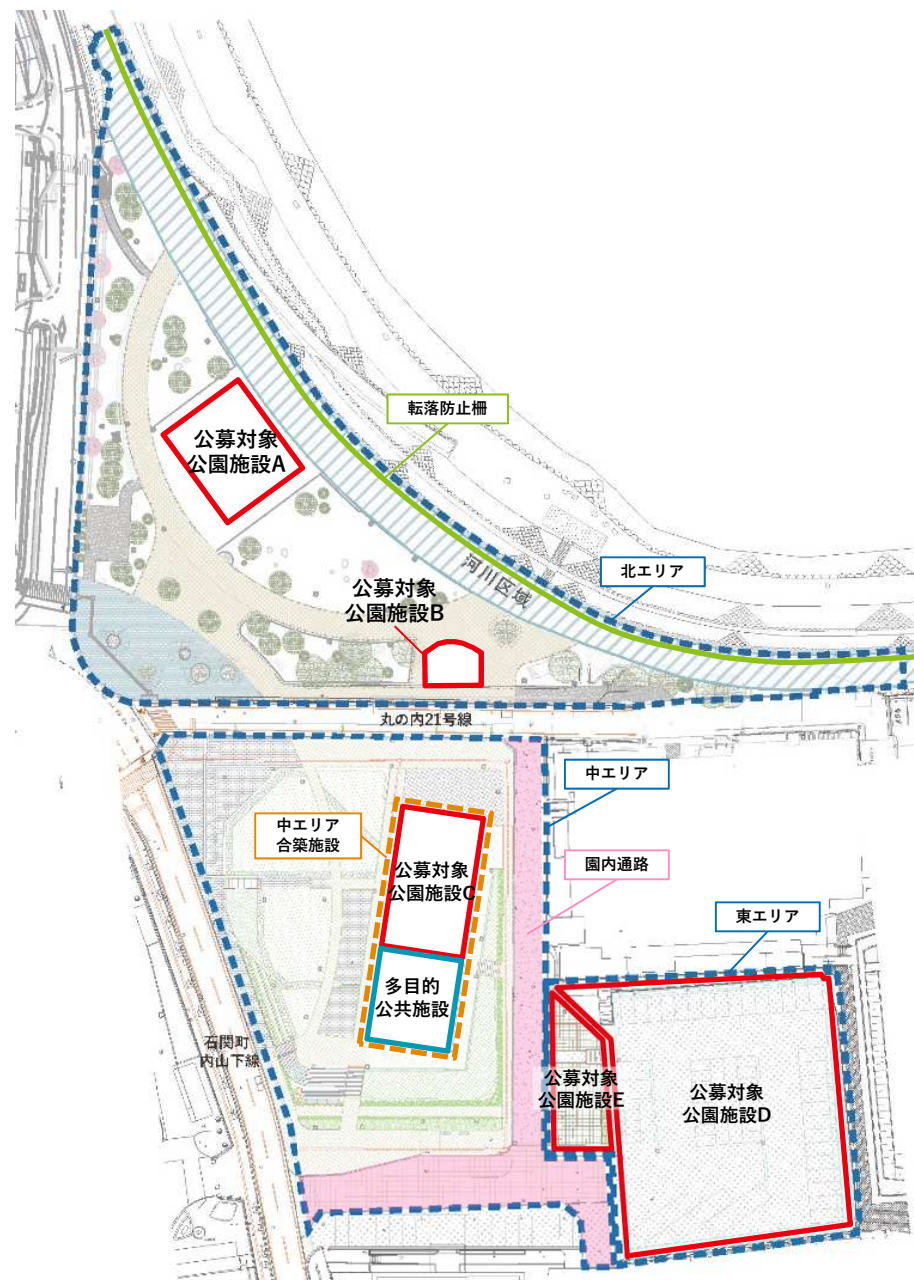 転落防止柵
公募対象
公園施設A
北エリア
河川区域
公募対象
公園施設B
丸の内21号線
中エリア
中エリア
合築施設
園内通路
公募対象
公園施設C
東エリア
多目的
公共施設
石関町
内山下線
公募対象
公園施設E
公募対象
公園施設D